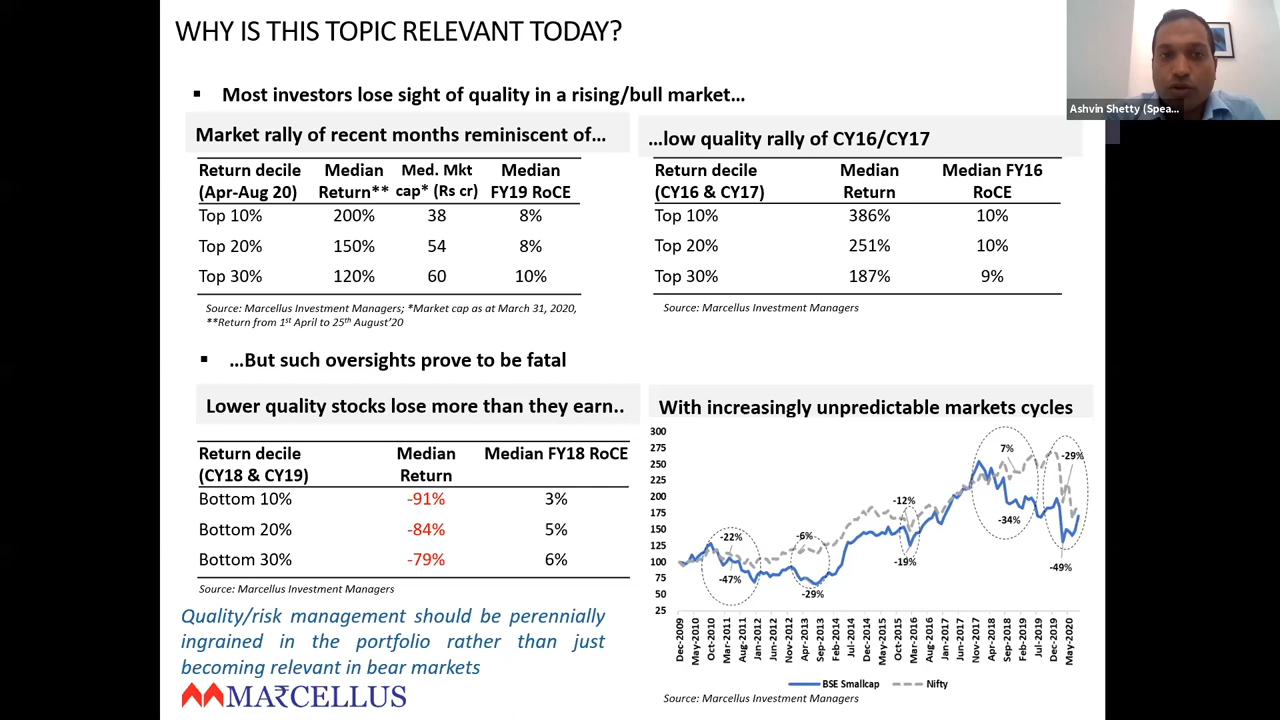 WHY IS THIS TOPIC RELEVANT TODAY?
Ashvin Shetty (Spea...
▪ Most investors lose sight of quality in a rising/bull market…
Market rally of recent months reminiscent of…
Return decile Median Med. Mkt Median
(Apr-Aug 20) Return** cap* (Rs cr) FY19 RoCE
Top 10% 200% 38 8%
Top 20% 150% 54 8%
Top 30% 120% 60 10%
Source: Marcellus Investment Managers; *Market cap as at March 31, 2020,
**Return from 1st April to 25th August'20
…low quality rally of CY16/CY17
Return decile Median Median FY16
(CY16 & CY17) Return RoCE
Top 10% 386% 10%
Top 20% 251% 10%
Top 30% 187% 9%
Source: Marcellus Investment Managers
▪ …But such oversights prove to be fatal
Lower quality stocks lose more than they earn..
Return decile Median Median FY18 RoCE
(CY18 & CY19) Return
Bottom 10% -91% 3%
Bottom 20% -84% 5%
Bottom 30% -79% 6%
Source: Marcellus Investment Managers
Quality/risk management should be perennially
ingrained in the portfolio rather than just
becoming relevant in bear markets
MARCELLUS
With increasingly unpredictable markets cycles
300
275
250
225
200
175
150
125
100
75
50
25
-22%
-47%
-6%
-29%
-12%
-19%
7%
-34%
-29%
-49%
Dec-2009
May-2010
Oct-2010
Mar-2011
Aug-2011
Jan-2012
Jun-2012
Nov-2012
Apr-2013
Sep-2013
Feb-2014
Jul-2014
Dec-2014
May-2015
Oct-2015
Mar-2016
Aug-2016
Jan-2017
Jun-2017
Nov-2017
Apr-2018
Sep-2018
Feb-2019
Jul-2019
Dec-2019
May-2020
BSE Smallcap Nifty
Source: Marcellus Investment Managers